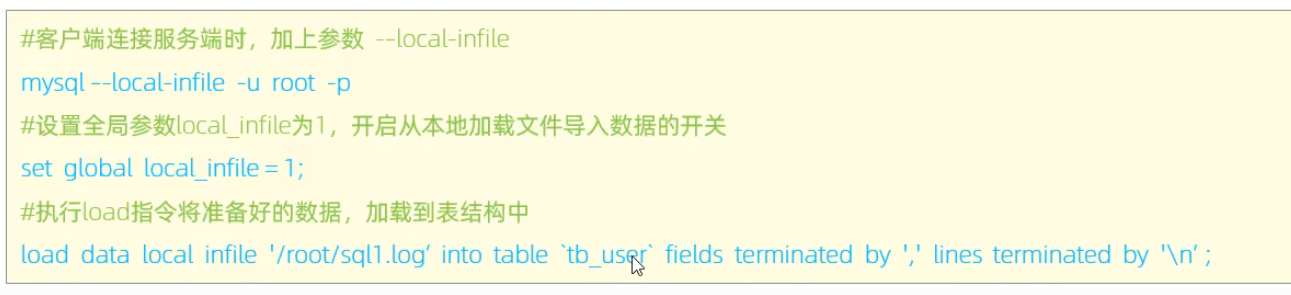 #客户端连接服务端时，加上参数 --local-infile
mysql --local-infile -u root -p
#设置全局参数local_infile为1，开启从本地加载文件导入数据的开关
set global local_infile = 1;
#执行load指令将准备好的数据，加载到表结构中
load data local infile '/root/sql1.log’ into table `tb_user` fields terminated by ',' lines terminated by '\n’ ;